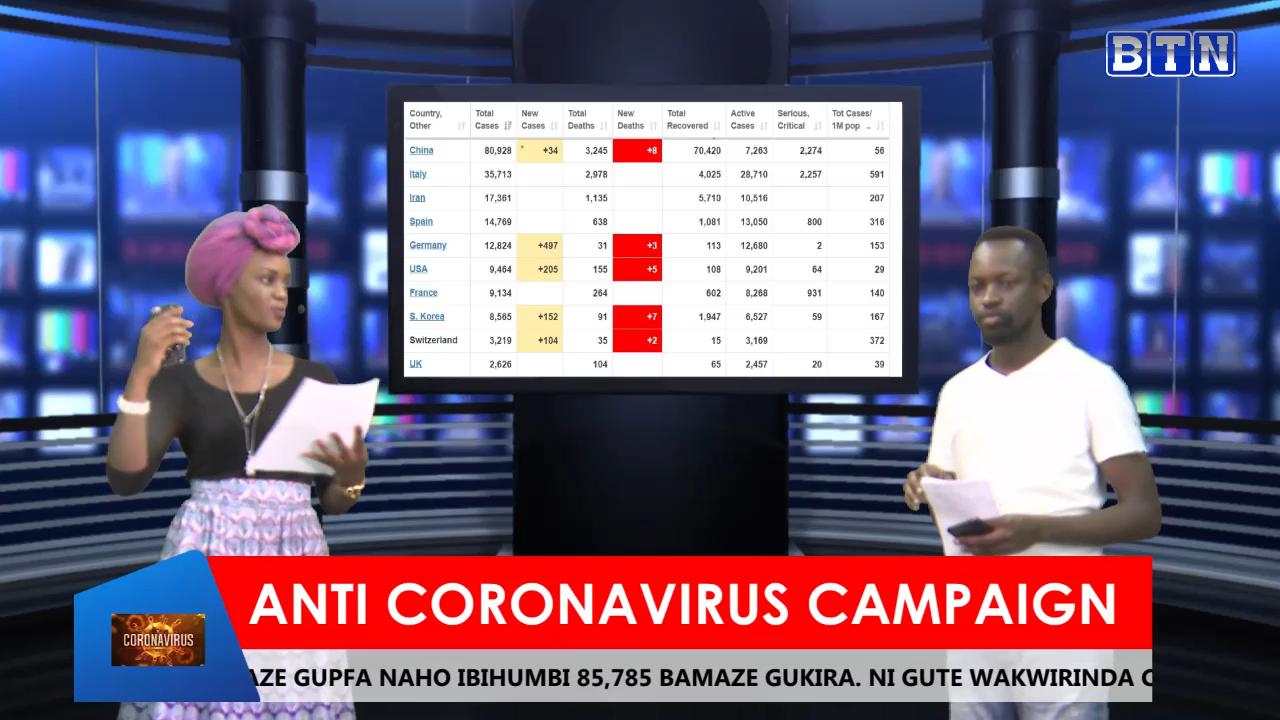 BTN
Country, Other Total Cases New Cases Total Deaths New Deaths Total Recovered Active Cases Serious, Critical Tot Cases/ 1M pop
China 80,928 * +34 3,245 +8 70,420 7,263 2,274 56
Italy 35,713 2,978 4,025 28,710 2,257 591
Iran 17,361 1,135 5,710 10,516 207
Spain 14,769 638 1,081 13,050 800 316
Germany 12,824 +497 31 +3 113 12,680 2 153
USA 9,464 +205 155 +5 108 9,201 64 29
France 9,134 264 602 8,268 931 140
S. Korea 8,565 +152 91 +7 1,947 6,527 59 167
Switzerland 3,219 +104 35 +2 15 3,169 372
UK 2,626 104 65 2,457 20 39
ANTI CORONAVIRUS CAMPAIGN
CORONAVIRUS
AZE GUPFA NAHO IBIHUMBI 85,785 BAMAZE GUKIRA. NI GUTE WAKWIRINDA C